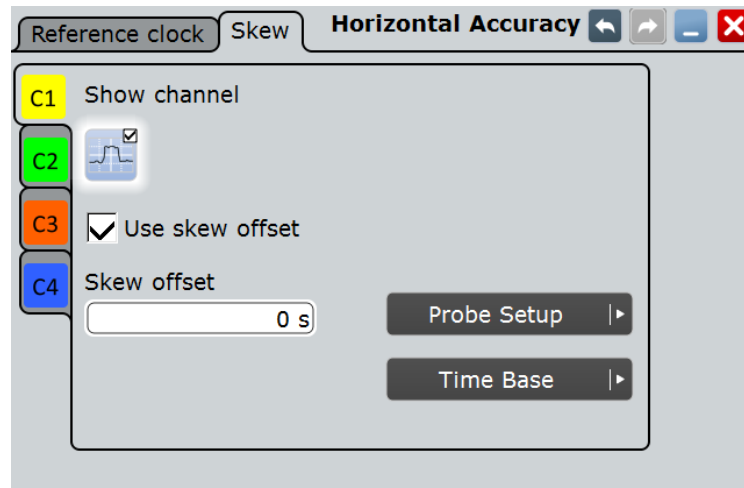 Reference clock Skew Horizontal Accuracy
C1 Show channel
C2
Use skew offset
C3
Skew offset
C4
0 s
Probe Setup
Time Base